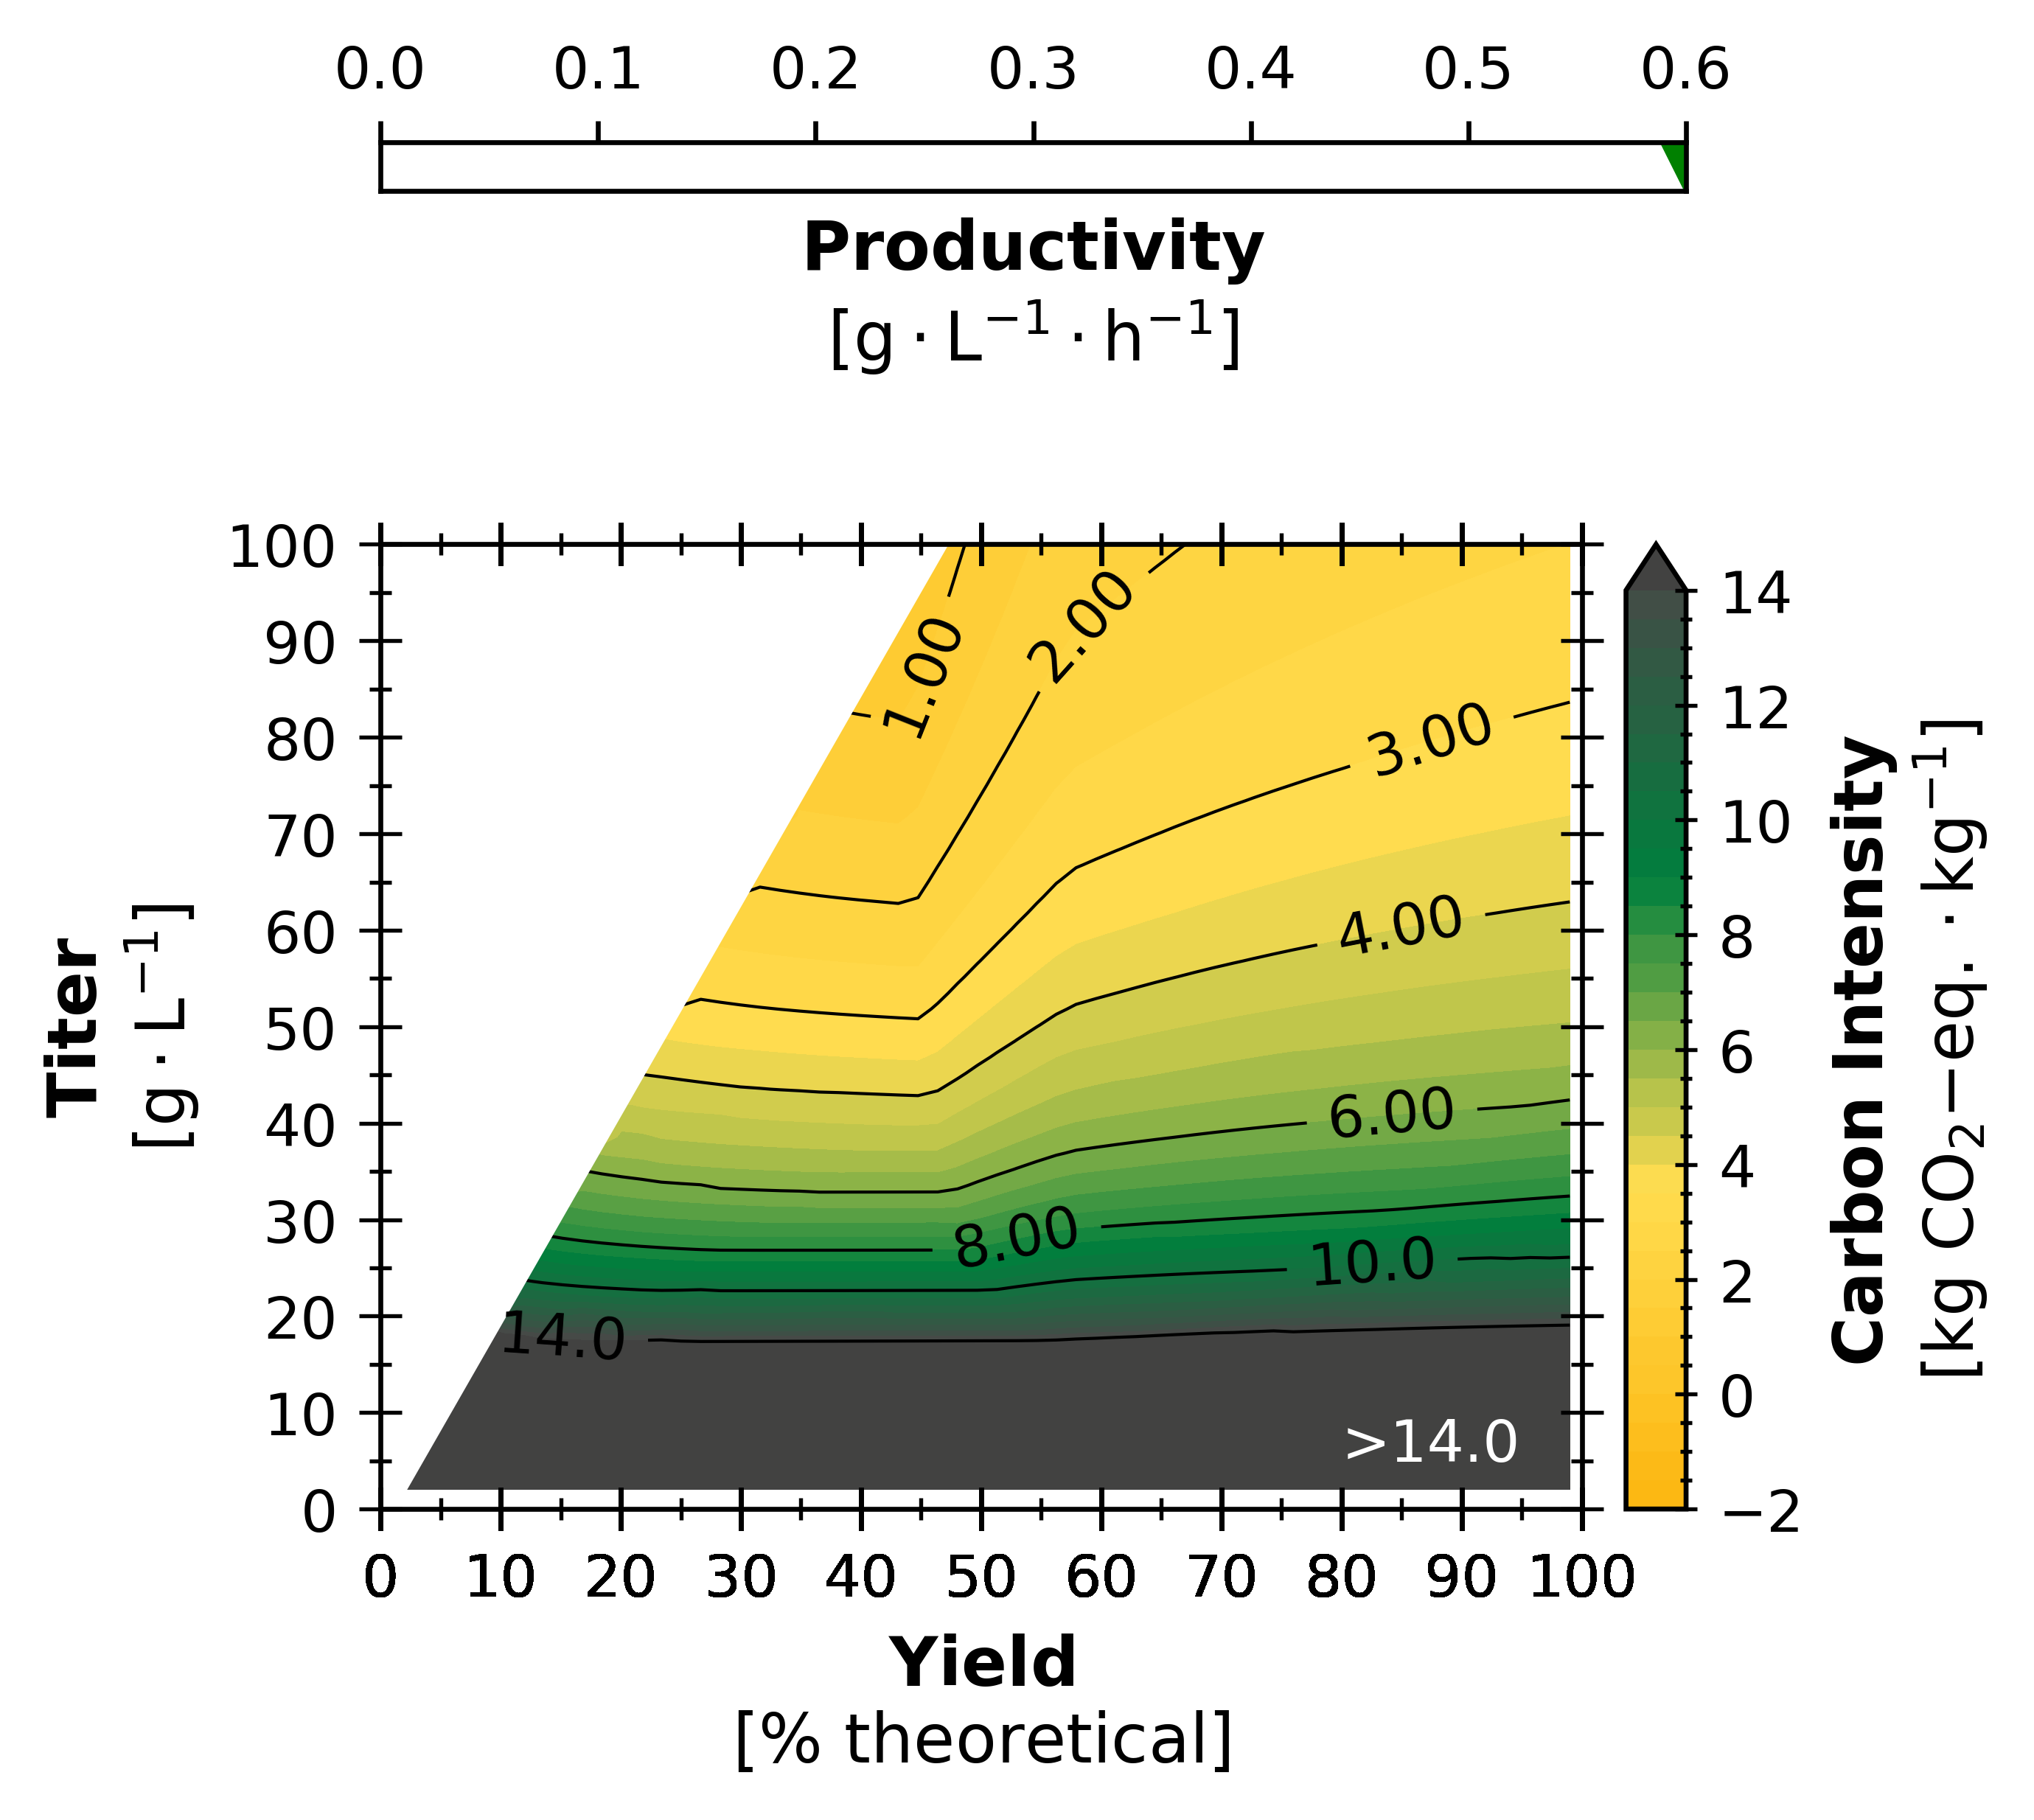 0.0 0.1 0.2 0.3 0.4 0.5 0.6
Productivity
[g · L⁻¹ · h⁻¹]
100
90
80
70
60
50
40
30
20
10
0
Titer
[g · L⁻¹]
1.00
2.00
3.00
4.00
6.00
8.00
10.0
14.0
>14.0
14
12
10
8
6
4
2
0
−2
Carbon Intensity
[kg CO₂−eq. · kg⁻¹]
0 10 20 30 40 50 60 70 80 90 100
Yield
[% theoretical]